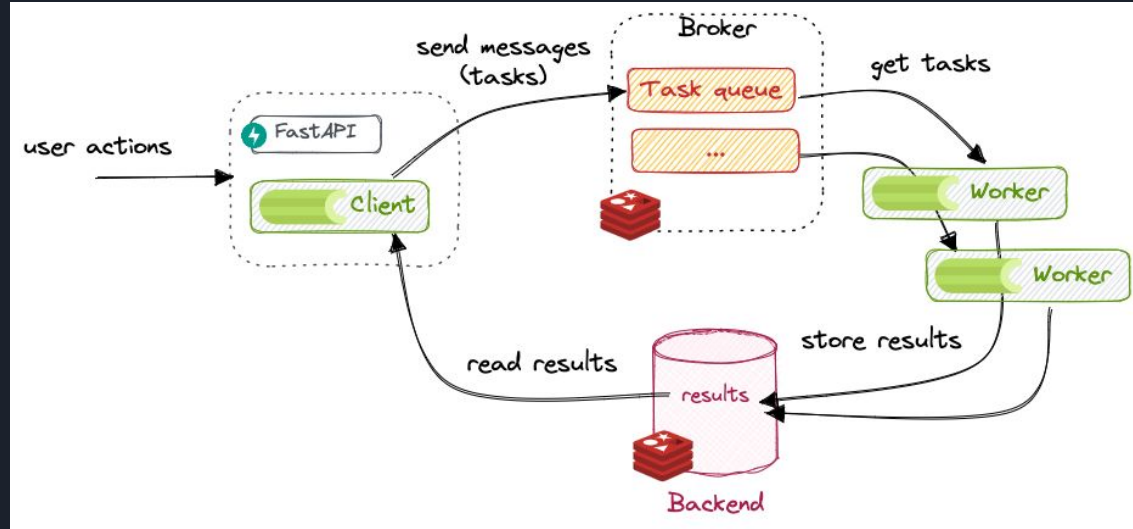 Broker
send messages
(tasks)
get tasks
Task queue
FastAPI
user actions
...
Client
Worker
Worker
store results
read results
results
Backend